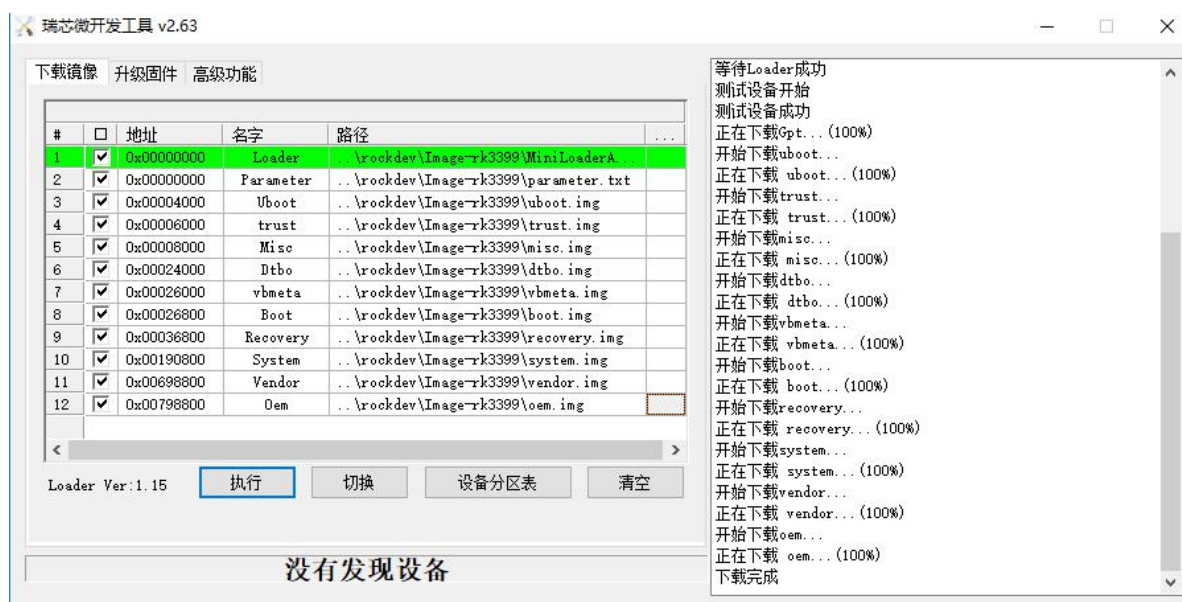 瑞芯微开发工具 v2.63
下载镜像 升级固件 高级功能
# 地址 名字 路径 ...
1 0x00000000 Loader ..\rockdev\Image-rk3399\MiniLoaderA...
2 0x00000000 Parameter ..\rockdev\Image-rk3399\parameter.txt
3 0x00004000 Uboot ..\rockdev\Image-rk3399\uboot.img
4 0x00006000 trust ..\rockdev\Image-rk3399\trust.img
5 0x00008000 Misc ..\rockdev\Image-rk3399\misc.img
6 0x00024000 Dtbo ..\rockdev\Image-rk3399\dtbo.img
7 0x00026000 vbmeta ..\rockdev\Image-rk3399\vbmeta.img
8 0x00026800 Boot ..\rockdev\Image-rk3399\boot.img
9 0x00036800 Recovery ..\rockdev\Image-rk3399\recovery.img
10 0x00190800 System ..\rockdev\Image-rk3399\system.img
11 0x00698800 Vendor ..\rockdev\Image-rk3399\vendor.img
12 0x00798800 Oem ..\rockdev\Image-rk3399\oem.img
Loader Ver:1.15 执行 切换 设备分区表 清空
没有发现设备
等待Loader成功
测试设备开始
测试设备成功
正在下载Gpt...(100%)
开始下载uboot...
正在下载 uboot...(100%)
开始下载trust...
正在下载 trust...(100%)
开始下载misc...
正在下载 misc...(100%)
开始下载dtbo...
正在下载 dtbo...(100%)
开始下载vbmeta...
正在下载 vbmeta...(100%)
开始下载boot...
正在下载 boot...(100%)
开始下载recovery...
正在下载 recovery...(100%)
开始下载system...
正在下载 system...(100%)
开始下载vendor...
正在下载 vendor...(100%)
开始下载oem...
正在下载 oem...(100%)
下载完成